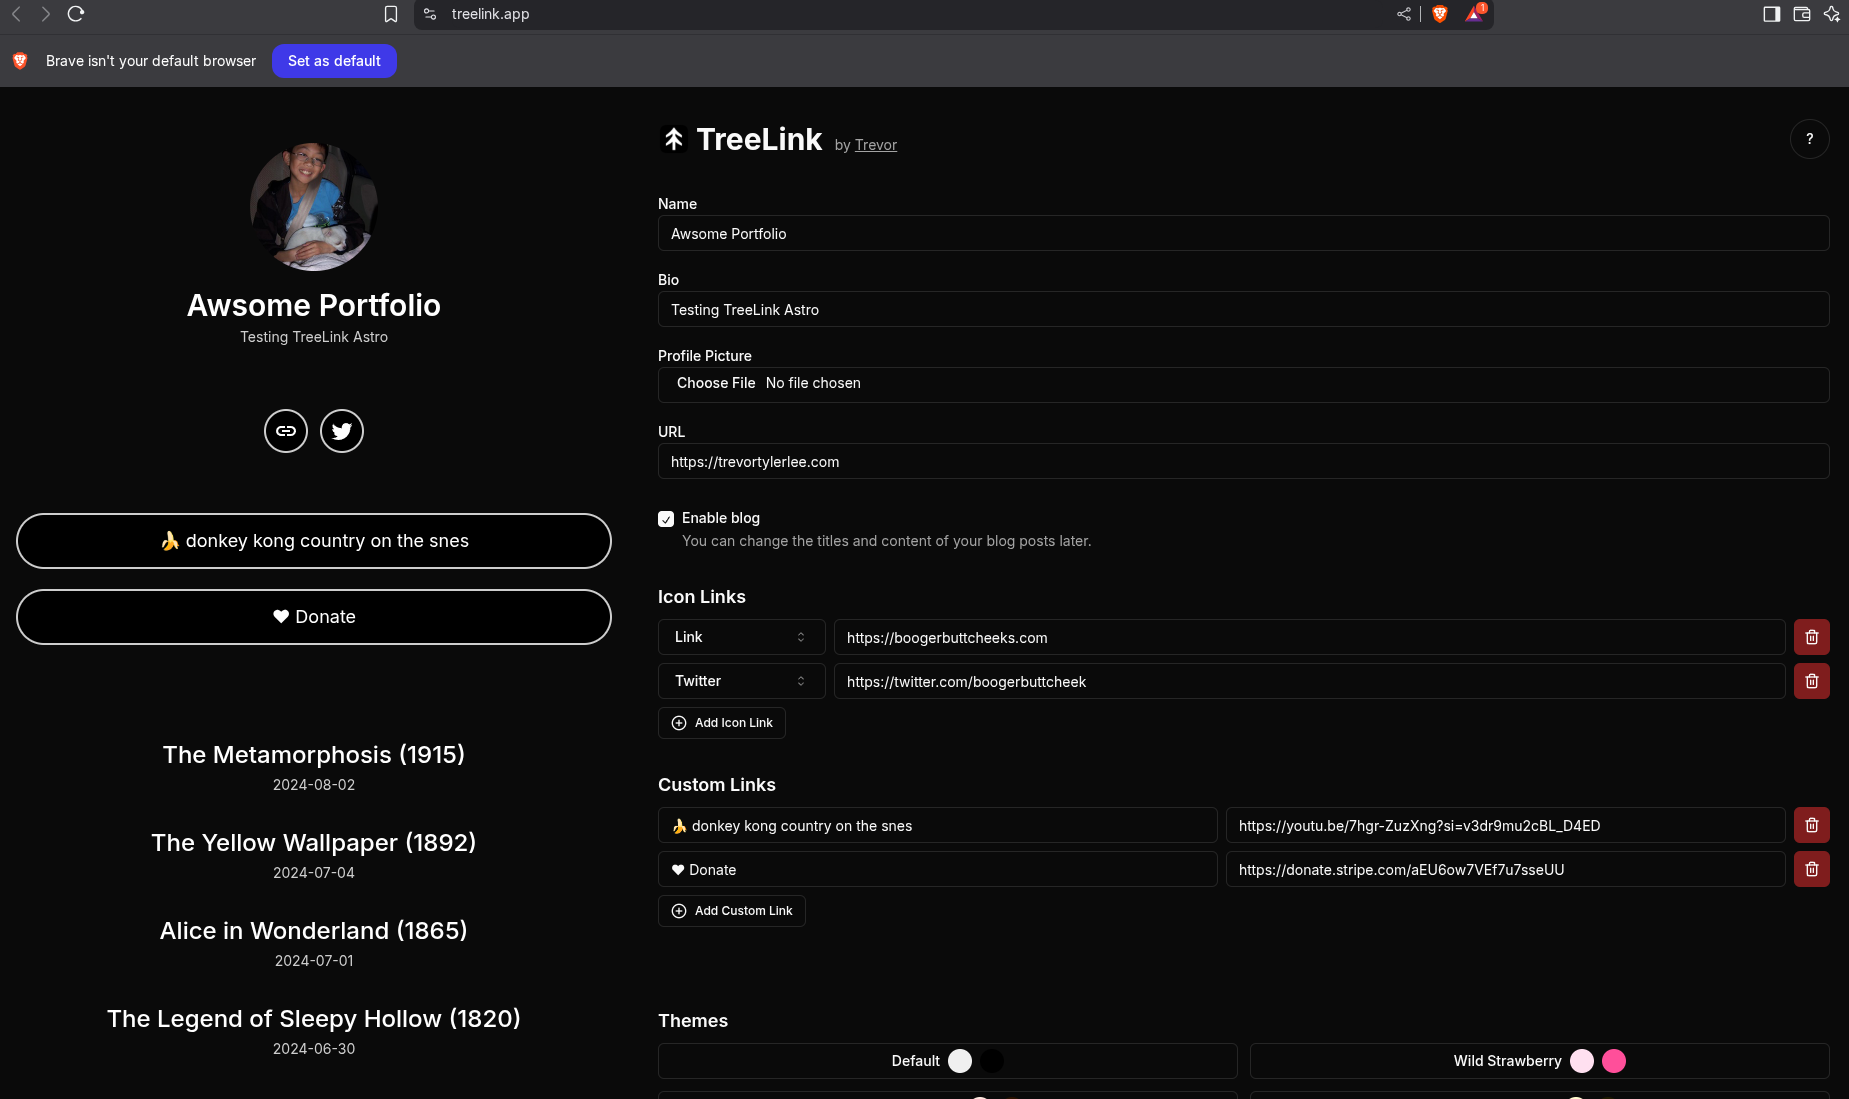 treelink.app
1
Brave isn't your default browser
Set as default
Awsome Portfolio
Testing TreeLink Astro
🍌 donkey kong country on the snes
♥ Donate
The Metamorphosis (1915)
2024-08-02
The Yellow Wallpaper (1892)
2024-07-04
Alice in Wonderland (1865)
2024-07-01
The Legend of Sleepy Hollow (1820)
2024-06-30
TreeLink by Trevor
?
Name
Awsome Portfolio
Bio
Testing TreeLink Astro
Profile Picture
Choose File No file chosen
URL
https://trevortylerlee.com
Enable blog
You can change the titles and content of your blog posts later.
Icon Links
Link https://boogerbuttcheeks.com
Twitter https://twitter.com/boogerbuttcheek
Add Icon Link
Custom Links
🍌 donkey kong country on the snes https://youtu.be/7hgr-ZuzXng?si=v3dr9mu2cBL_D4ED
♥ Donate https://donate.stripe.com/aEU6ow7VEf7u7sseUU
Add Custom Link
Themes
Default Wild Strawberry